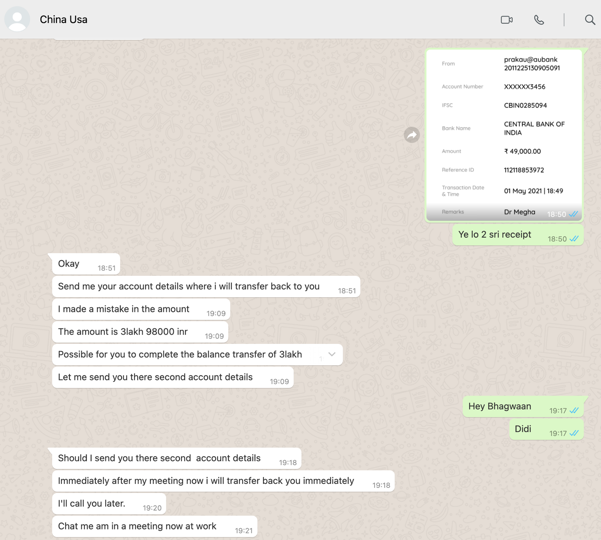 China Usa
From prakau@aubank
2011225130905091
Account Number XXXXXX3456
IFSC CBIN0285094
Bank Name CENTRAL BANK OF
INDIA
Amount ₹ 49,000.00
Reference ID 112118853972
Transaction Date
& Time 01 May 2021 | 18:49
Remarks Dr Megha 18:50
Ye lo 2 sri receipt 18:50
Okay 18:51
Send me your account details where i will transfer back to you 18:51
I made a mistake in the amount 19:09
The amount is 3lakh 98000 inr 19:09
Possible for you to complete the balance transfer of 3lakh
Let me send you there second account details 19:09
Hey Bhagwaan 19:17
Didi 19:17
Should I send you there second account details 19:18
Immediately after my meeting now i will transfer back you immediately 19:18
I'll call you later. 19:20
Chat me am in a meeting now at work 19:21